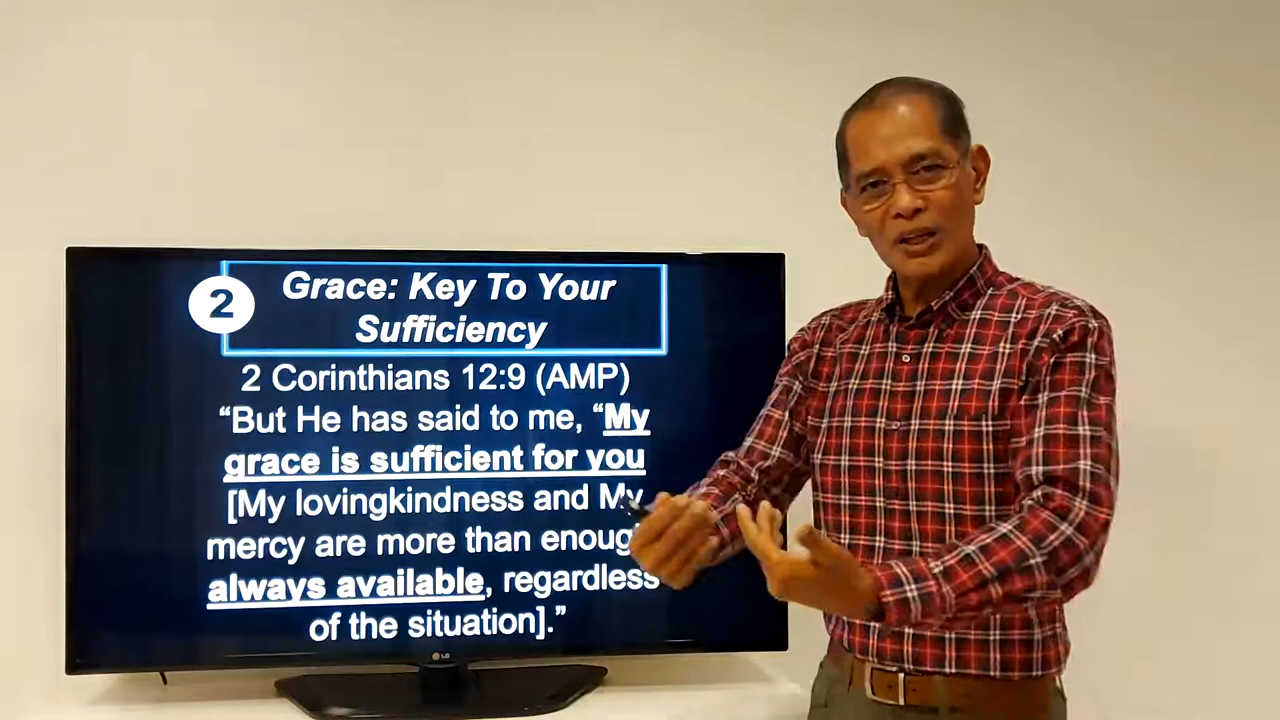 2
Grace: Key To Your
Sufficiency
2 Corinthians 12:9 (AMP)
“But He has said to me, “My
grace is sufficient for you
[My lovingkindness and My
mercy are more than enough
always available, regardless
of the situation].”
LG